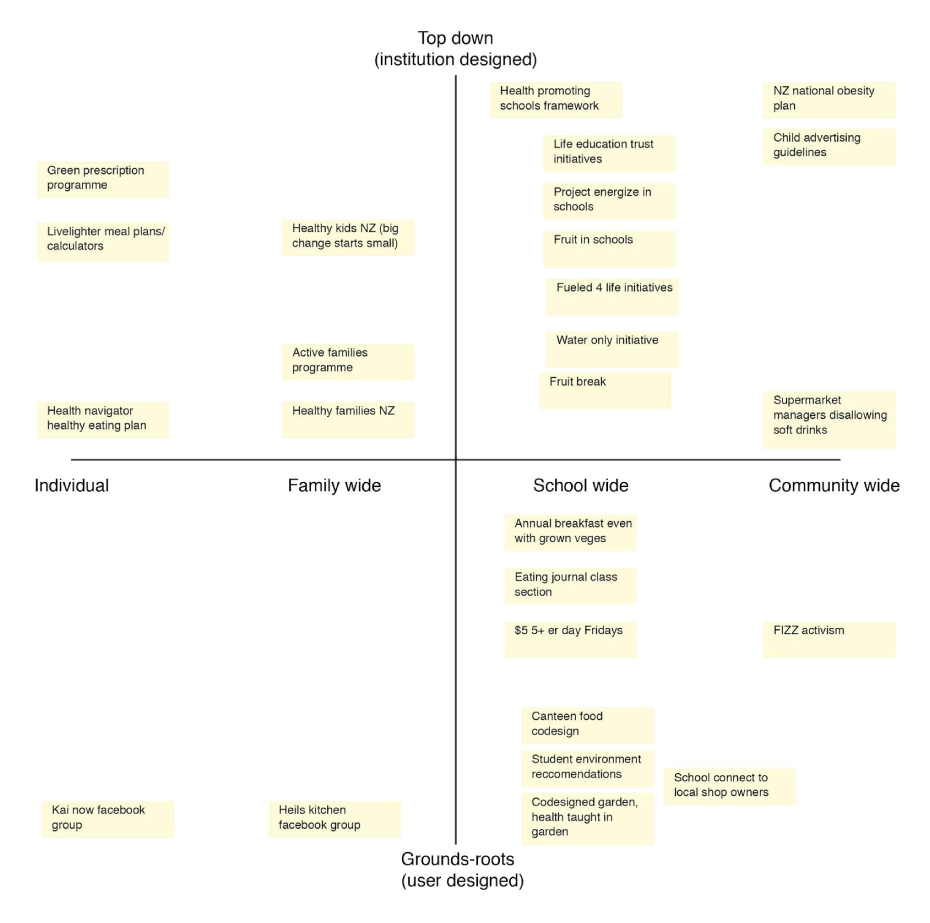 Top down
(institution designed)
Health promoting
schools framework
NZ national obesity
plan
Life education trust
initiatives
Child advertising
guidelines
Green prescription
programme
Project energize in
schools
Livelighter meal plans/
calculators
Healthy kids NZ (big
change starts small)
Fruit in schools
Fueled 4 life initiatives
Water only initiative
Active families
programme
Fruit break
Health navigator
healthy eating plan
Healthy families NZ
Supermarket
managers disallowing
soft drinks
Individual
Family wide
School wide
Community wide
Annual breakfast even
with grown veges
Eating journal class
section
$5 5+ er day Fridays
FIZZ activism
Canteen food
codesign
Student environment
reccomendations
School connect to
local shop owners
Kai now facebook
group
Heils kitchen
facebook group
Codesigned garden,
health taught in
garden
Grounds-roots
(user designed)